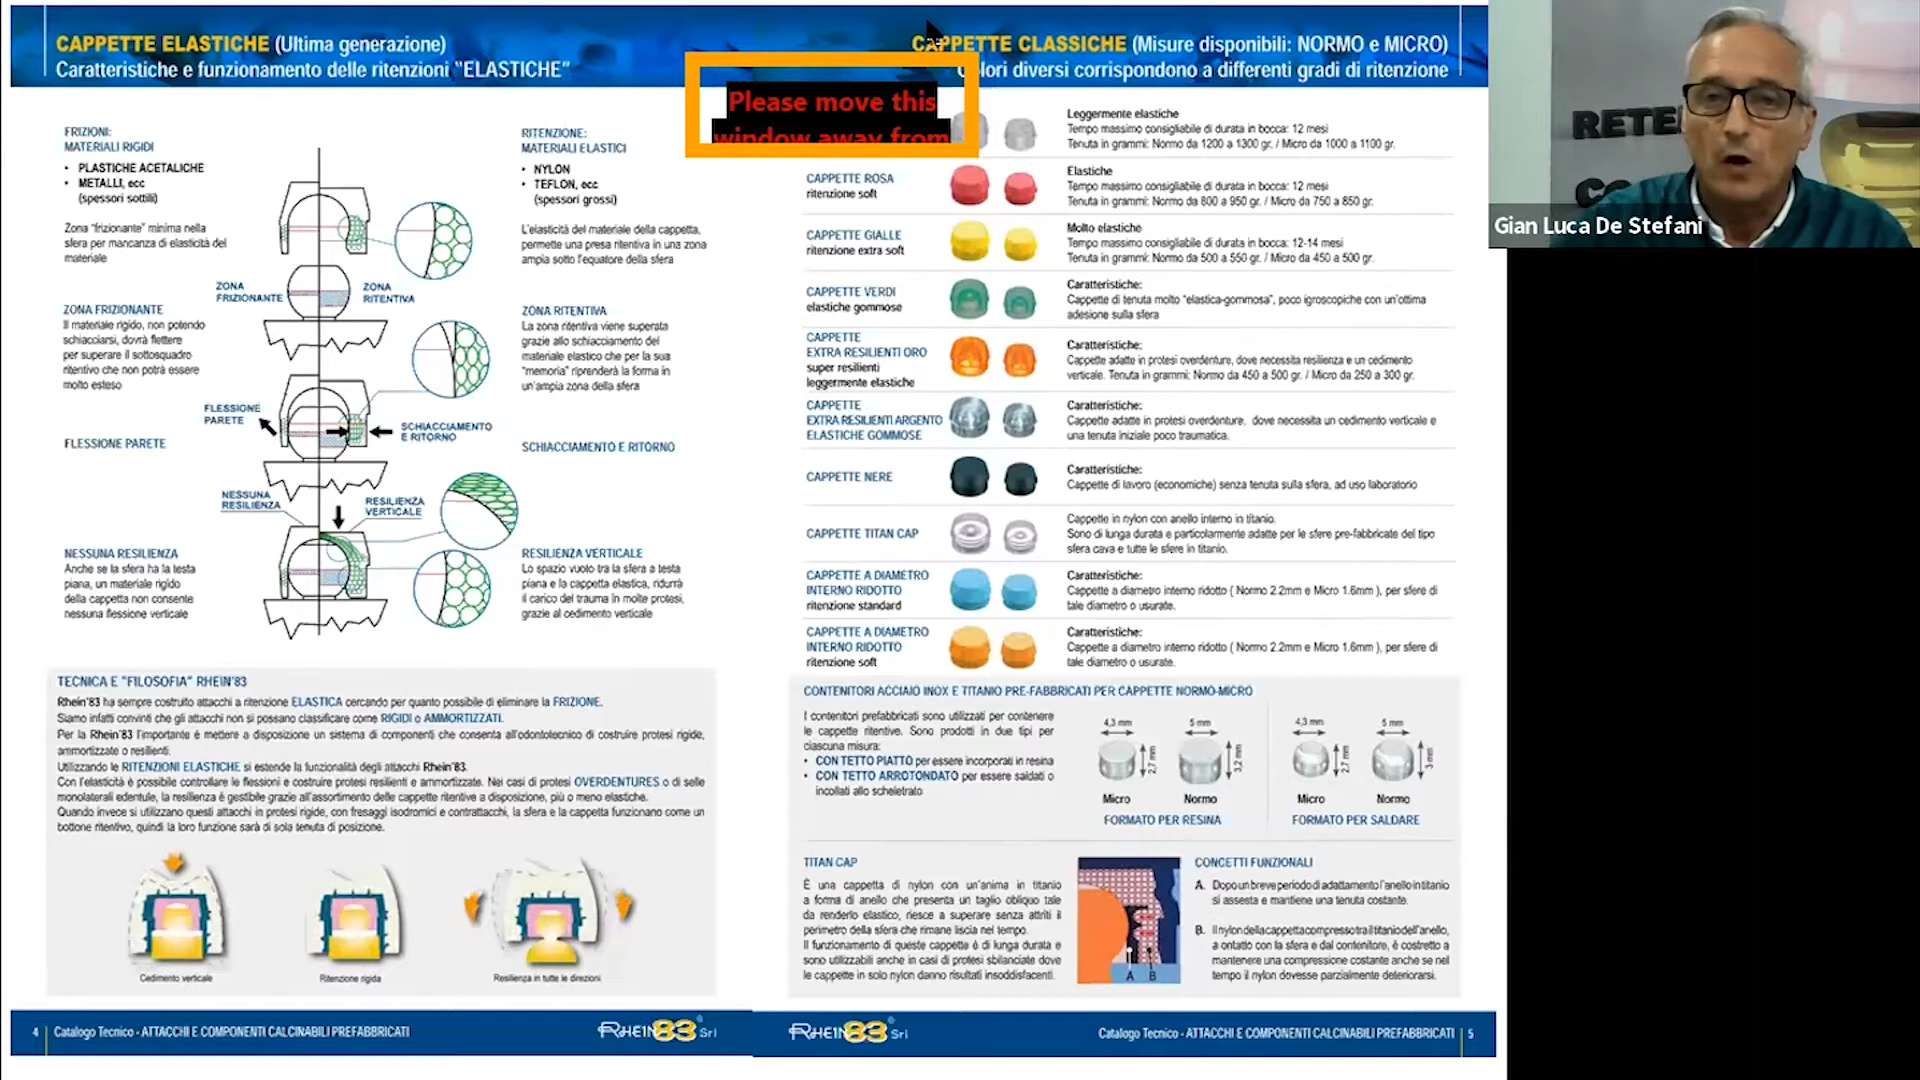 CAPPETTE ELASTICHE (Ultima generazione)
Caratteristiche e funzionamento delle ritenzioni "ELASTICHE"
FRIZIONI:
MATERIALI RIGIDI
• PLASTICHE ACETALICHE
• METALLI, ecc
(spessori sottili)
Zona "frizionante" minima nella
sfera per mancanza di elasticità del
materiale
ZONA FRIZIONANTE
Il materiale rigido, non potendo
schiacciarsi, dovrà flettere
per superare il sottosquadro
ritentivo che non potrà essere
molto esteso
FLESSIONE PARETE
NESSUNA RESILIENZA
Anche se la sfera ha la testa
piana, un materiale rigido
della cappetta non consente
nessuna flessione verticale
ZONA
FRIZIONANTE
ZONA
RITENTIVA
FLESSIONE
PARETE
SCHIACCIAMENTO
E RITORNO
NESSUNA
RESILIENZA
RESILIENZA
VERTICALE
RITENZIONE:
MATERIALI ELASTICI
• NYLON
• TEFLON, ecc
(spessori grossi)
L'elasticità del materiale della cappetta,
permette una presa ritentiva in una zona
ampia sotto l'equatore della sfera
ZONA RITENTIVA
La zona ritentiva viene superata
grazie allo schiacciamento del
materiale elastico che per la sua
"memoria" riprenderà la forma in
un'ampia zona della sfera
SCHIACCIAMENTO E RITORNO
RESILIENZA VERTICALE
Lo spazio vuoto tra la sfera a testa
piana e la cappetta elastica, ridurrà
il carico del trauma in molte protesi,
grazie al cedimento verticale
TECNICA E "FILOSOFIA" RHEIN'83
Rhein'83 ha sempre costruito attacchi a ritenzione ELASTICA cercando per quanto possibile di eliminare la FRIZIONE.
Siamo infatti convinti che gli attacchi non si possano classificare come RIGIDI o AMMORTIZZATI.
Per la Rhein'83 l'importante è mettere a disposizione un sistema di componenti che consenta all'odontotecnico di costruire protesi rigide,
ammortizzate o resilienti.
Utilizzando le RITENZIONI ELASTICHE si estende la funzionalità degli attacchi Rhein'83.
Con l'elasticità è possibile controllare le flessioni e costruire protesi resilienti e ammortizzate. Nei casi di protesi OVERDENTURES o di selle
monolaterali edentule, la resilienza è gestibile grazie all'assortimento delle cappette ritentive a disposizione, più o meno elastiche.
Quando invece si utilizzano questi attacchi in protesi rigide, con fresaggi isodromici e contrattacchi, la sfera e la cappetta funzionano come un
bottone ritentivo, quindi la loro funzione sarà di sola tenuta di posizione.
Cedimento verticale
Ritenzione rigida
Resilienza in tutte le direzioni
4 Catalogo Tecnico - ATTACCHI E COMPONENTI CALCINABILI PREFABBRICATI
RHEIN 83 ® Srl
Please move this
window away from
CAPPETTE CLASSICHE (Misure disponibili: NORMO e MICRO)
Colori diversi corrispondono a differenti gradi di ritenzione
Leggermente elastiche
Tempo massimo consigliabile di durata in bocca: 12 mesi
Tenuta in grammi: Normo da 1200 a 1300 gr. / Micro da 1000 a 1100 gr.
CAPPETTE ROSA
ritenzione soft
Elastiche
Tempo massimo consigliabile di durata in bocca: 12 mesi
Tenuta in grammi: Normo da 800 a 950 gr. / Micro da 750 a 850 gr.
CAPPETTE GIALLE
ritenzione extra soft
Molto elastiche
Tempo massimo consigliabile di durata in bocca: 12-14 mesi
Tenuta in grammi: Normo da 500 a 550 gr. / Micro da 450 a 500 gr.
CAPPETTE VERDI
elastiche gommose
Caratteristiche:
Cappette di tenuta molto "elastica-gommosa", poco igroscopiche con un'ottima
adesione sulla sfera
CAPPETTE
EXTRA RESILIENTI ORO
super resilienti
leggermente elastiche
Caratteristiche:
Cappette adatte in protesi overdenture, dove necessita resilienza e un cedimento
verticale. Tenuta in grammi: Normo da 450 a 500 gr. / Micro da 250 a 300 gr.
CAPPETTE
EXTRA RESILIENTI ARGENTO
ELASTICHE GOMMOSE
Caratteristiche:
Cappette adatte in protesi overdenture, dove necessita un cedimento verticale e
una tenuta iniziale poco traumatica.
CAPPETTE NERE
Caratteristiche:
Cappette di lavoro (economiche) senza tenuta sulla sfera, ad uso laboratorio
CAPPETTE TITAN CAP
Cappette in nylon con anello interno in titanio.
Sono di lunga durata e particolarmente adatte per le sfere pre-fabbricate del tipo
sfera cava e tutte le sfere in titanio.
CAPPETTE A DIAMETRO
INTERNO RIDOTTO
ritenzione standard
Caratteristiche:
Cappette a diametro interno ridotto ( Normo 2.2mm e Micro 1.6mm ), per sfere di
tale diametro o usurate.
CAPPETTE A DIAMETRO
INTERNO RIDOTTO
ritenzione soft
Caratteristiche:
Cappette a diametro interno ridotto ( Normo 2.2mm e Micro 1.6mm ), per sfere di
tale diametro o usurate.
CONTENITORI ACCIAIO INOX E TITANIO PRE-FABBRICATI PER CAPPETTE NORMO-MICRO
I contenitori prefabbricati sono utilizzati per contenere
le cappette ritentive. Sono prodotti in due tipi per
ciascuna misura:
• CON TETTO PIATTO per essere incorporati in resina
• CON TETTO ARROTONDATO per essere saldati o
incollati allo scheletrato
4,3 mm
2,7 mm
5 mm
3,2 mm
4,3 mm
2,7 mm
5 mm
3 mm
Micro
Normo
Micro
Normo
FORMATO PER RESINA
FORMATO PER SALDARE
TITAN CAP
È una cappetta di nylon con un'anima in titanio
a forma di anello che presenta un taglio obliquo tale
da renderlo elastico, riesce a superare senza attriti il
perimetro della sfera che rimane liscia nel tempo.
Il funzionamento di queste cappette è di lunga durata e
sono utilizzabili anche in casi di protesi sbilanciate dove
le cappette in solo nylon danno risultati insoddisfacenti.
A B
CONCETTI FUNZIONALI
A. Dopo un breve periodo di adattamento l'anello in titanio
si assesta e mantiene una tenuta costante.
B. Il nylon della cappetta compresso tra il titanio dell'anello,
a ontatto con la sfera e dal contenitore, è costretto a
mantenere una compressione costante anche se nel
tempo il nylon dovesse parzialmente deteriorarsi.
RHEIN 83 ® Srl
Catalogo Tecnico - ATTACCHI E COMPONENTI CALCINABILI PREFABBRICATI 5
RETE
CO
Gian Luca De Stefani